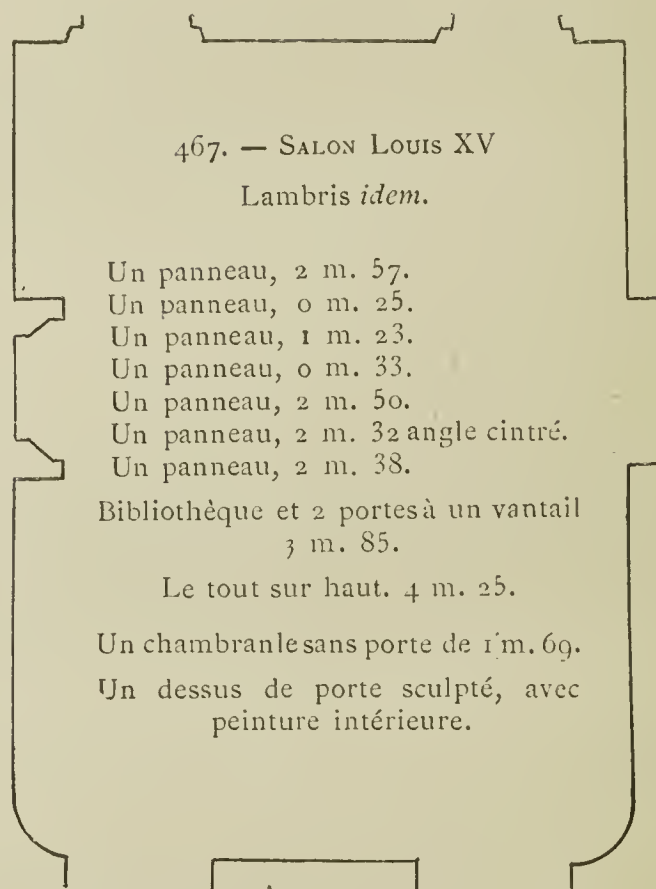 467. — Salon Louis XV
Lambris idem.
Un panneau, 2 m. 57.
Un panneau, 0 m. 25.
Un panneau, 1 m. 23.
Un panneau, 0 m. 33.
Un panneau, 2 m. 50.
Un panneau, 2 m. 32 angle cintré.
Un panneau, 2 m. 38.
Bibliothèque et 2 portes à un vantail
3 m. 85.
Le tout sur haut. 4 m. 25.
Un chambranle sans porte de 1 m. 69.
Un dessus de porte sculpté, avec
peinture intérieure.